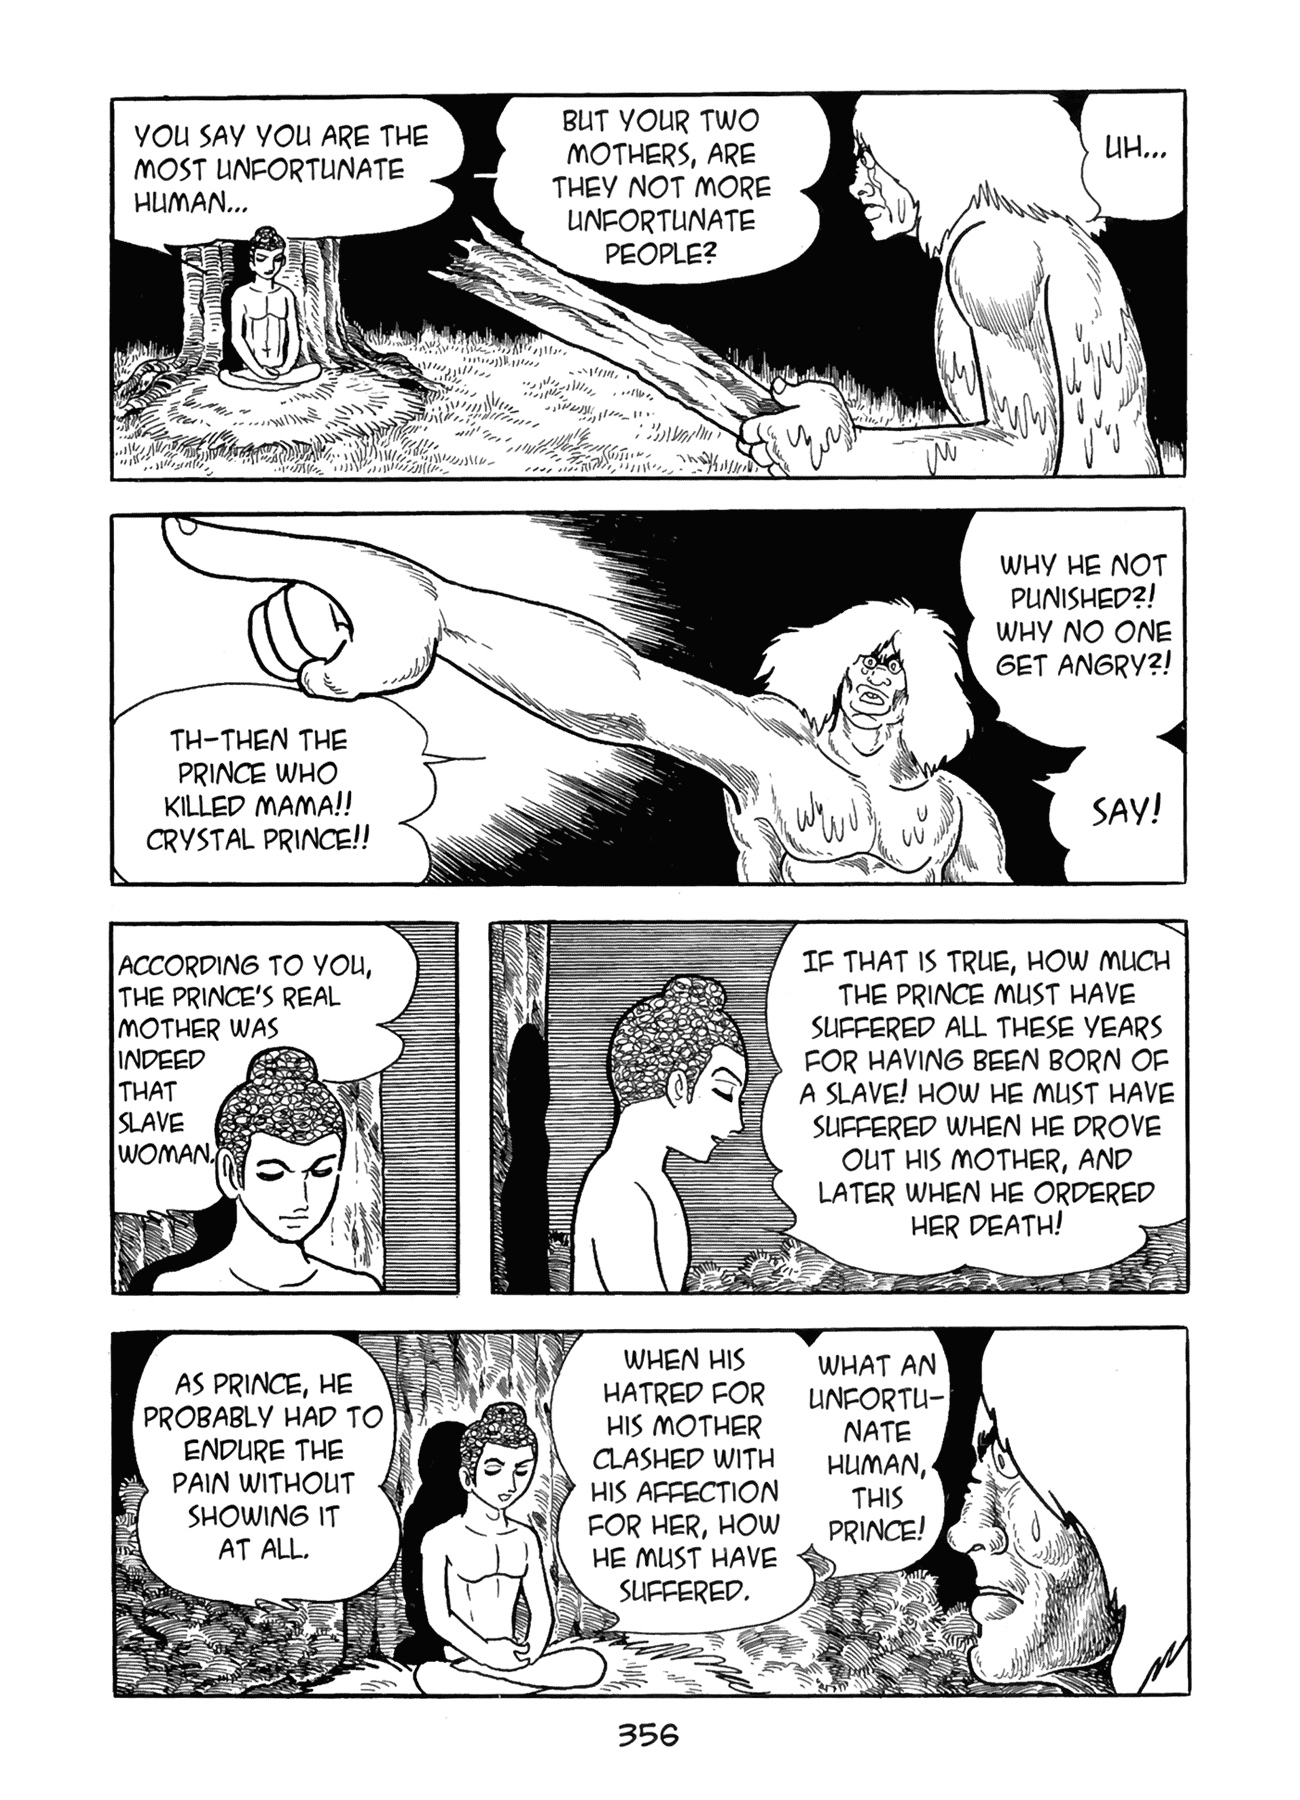 YOU SAY YOU ARE THE
MOST UNFORTUNATE
HUMAN...
BUT YOUR TWO
MOTHERS, ARE
THEY NOT MORE
UNFORTUNATE
PEOPLE?
UH...
WHY HE NOT
PUNISHED?!
WHY NO ONE
GET ANGRY?!
TH-THEN THE
PRINCE WHO
KILLED MAMA!!
CRYSTAL PRINCE!!
SAY!
ACCORDING TO YOU,
THE PRINCE'S REAL
MOTHER WAS
INDEED
THAT
SLAVE
WOMAN.
IF THAT IS TRUE, HOW MUCH
THE PRINCE MUST HAVE
SUFFERED ALL THESE YEARS
FOR HAVING BEEN BORN OF
A SLAVE! HOW HE MUST HAVE
SUFFERED WHEN HE DROVE
OUT HIS MOTHER, AND
LATER WHEN HE ORDERED
HER DEATH!
AS PRINCE, HE
PROBABLY HAD TO
ENDURE THE
PAIN WITHOUT
SHOWING IT
AT ALL.
WHEN HIS
HATRED FOR
HIS MOTHER
CLASHED WITH
HIS AFFECTION
FOR HER, HOW
HE MUST HAVE
SUFFERED.
WHAT AN
UNFORTU-
NATE
HUMAN,
THIS
PRINCE!
356